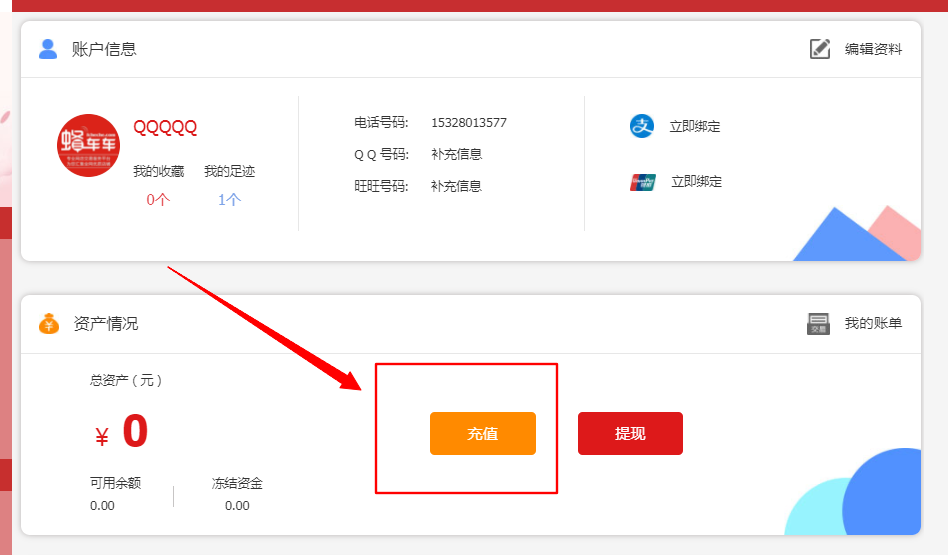 账户信息
编辑资料
蜂车车
QQQQQ
我的收藏 我的足迹
0个 1个
电话号码: 15328013577
Q Q 号码: 补充信息
旺旺号码: 补充信息
立即绑定
立即绑定
资产情况
交易
我的账单
总资产 ( 元 )
¥ 0
充值
提现
可用余额 冻结资金
0.00 0.00